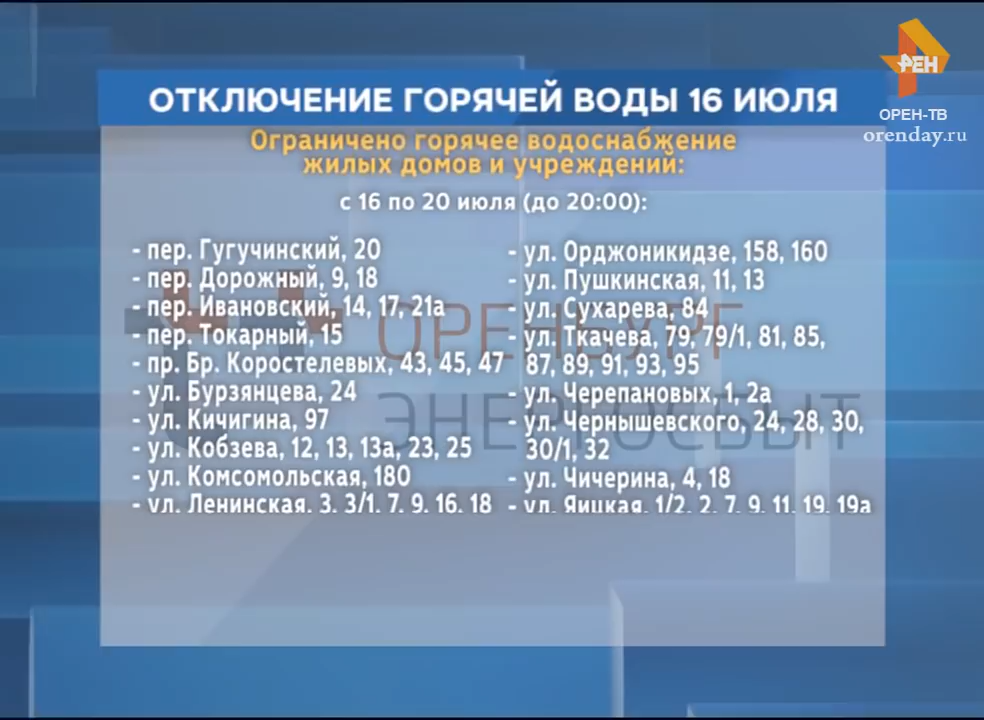 РЕН
ОРЕН-ТВ
orenday.ru
ОТКЛЮЧЕНИЕ ГОРЯЧЕЙ ВОДЫ 16 ИЮЛЯ
Ограничено горячее водоснабжение
жилых домов и учреждений:
с 16 по 20 июля (до 20:00):
- пер. Гугучинский, 20
- пер. Дорожный, 9, 18
- пер. Ивановский, 14, 17, 21а
- пер. Токарный, 15
- пр. Бр. Коростелевых, 43, 45, 47
- ул. Бурзянцева, 24
- ул. Кичигина, 97
- ул. Кобзева, 12, 13, 13а, 23, 25
- ул. Комсомольская, 180
- ул. Ленинская, 3, 3/1, 7, 9, 16, 18
- ул. Орджоникидзе, 158, 160
- ул. Пушкинская, 11, 13
- ул. Сухарева, 84
- ул. Ткачева, 79, 79/1, 81, 85,
87, 89, 91, 93, 95
- ул. Черепановых, 1, 2а
- ул. Чернышевского, 24, 28, 30,
30/1, 32
- ул. Чичерина, 4, 18
- ул. Яицкая, 1/2, 2, 7, 9, 11, 19, 19а
ОРЕНБУРГ
ЭНЕРГОСБЫТ